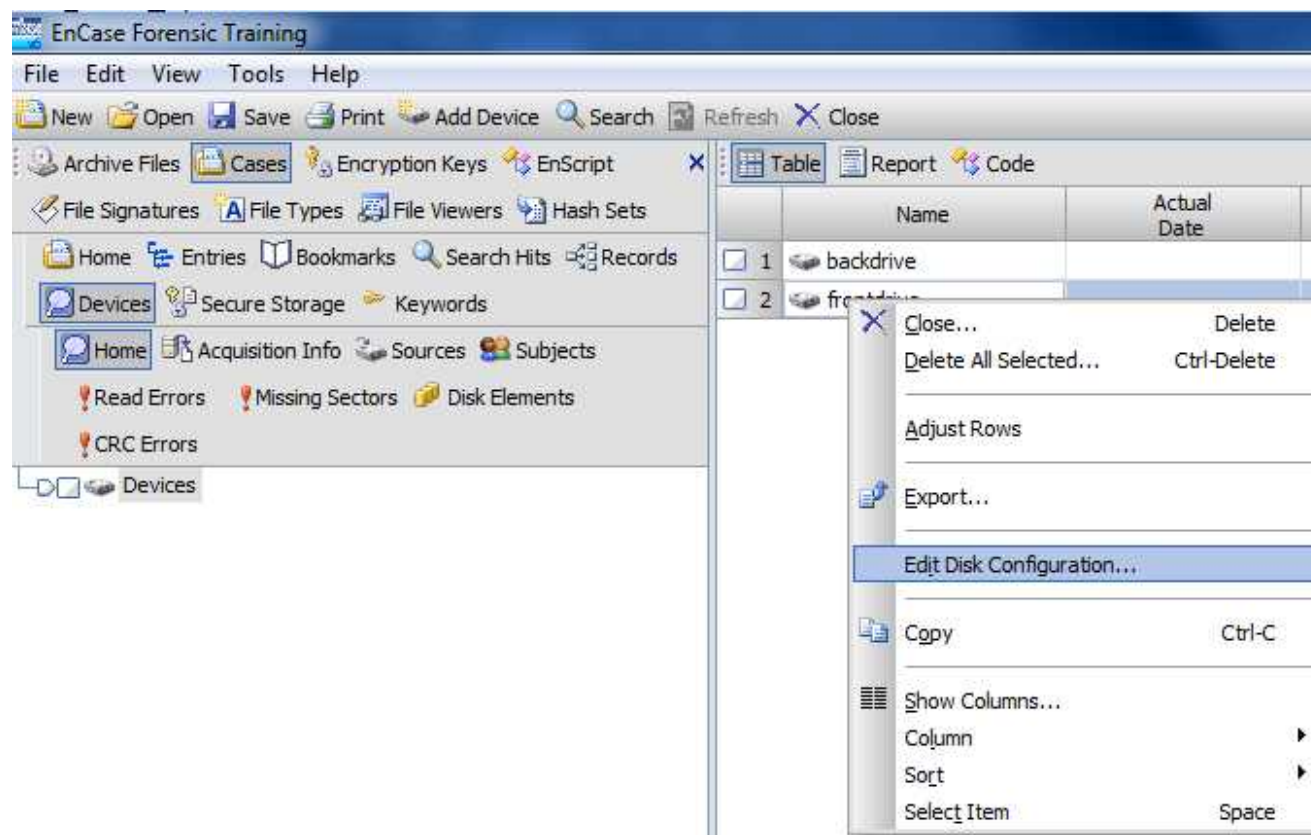 EnCase Forensic Training
File Edit View Tools Help
New Open Save Print Add Device Search Refresh Close
Archive Files Cases Encryption Keys EnScript
File Signatures File Types File Viewers Hash Sets
Home Entries Bookmarks Search Hits Records
Devices Secure Storage Keywords
Home Acquisition Info Sources Subjects
Read Errors Missing Sectors Disk Elements
CRC Errors
Devices
Table Report Code
Name Actual Date
1 backdrive
2 frontdrive
Close... Delete
Delete All Selected... Ctrl-Delete
Adjust Rows
Export...
Edit Disk Configuration...
Copy Ctrl-C
Show Columns...
Column
Sort
Select Item Space